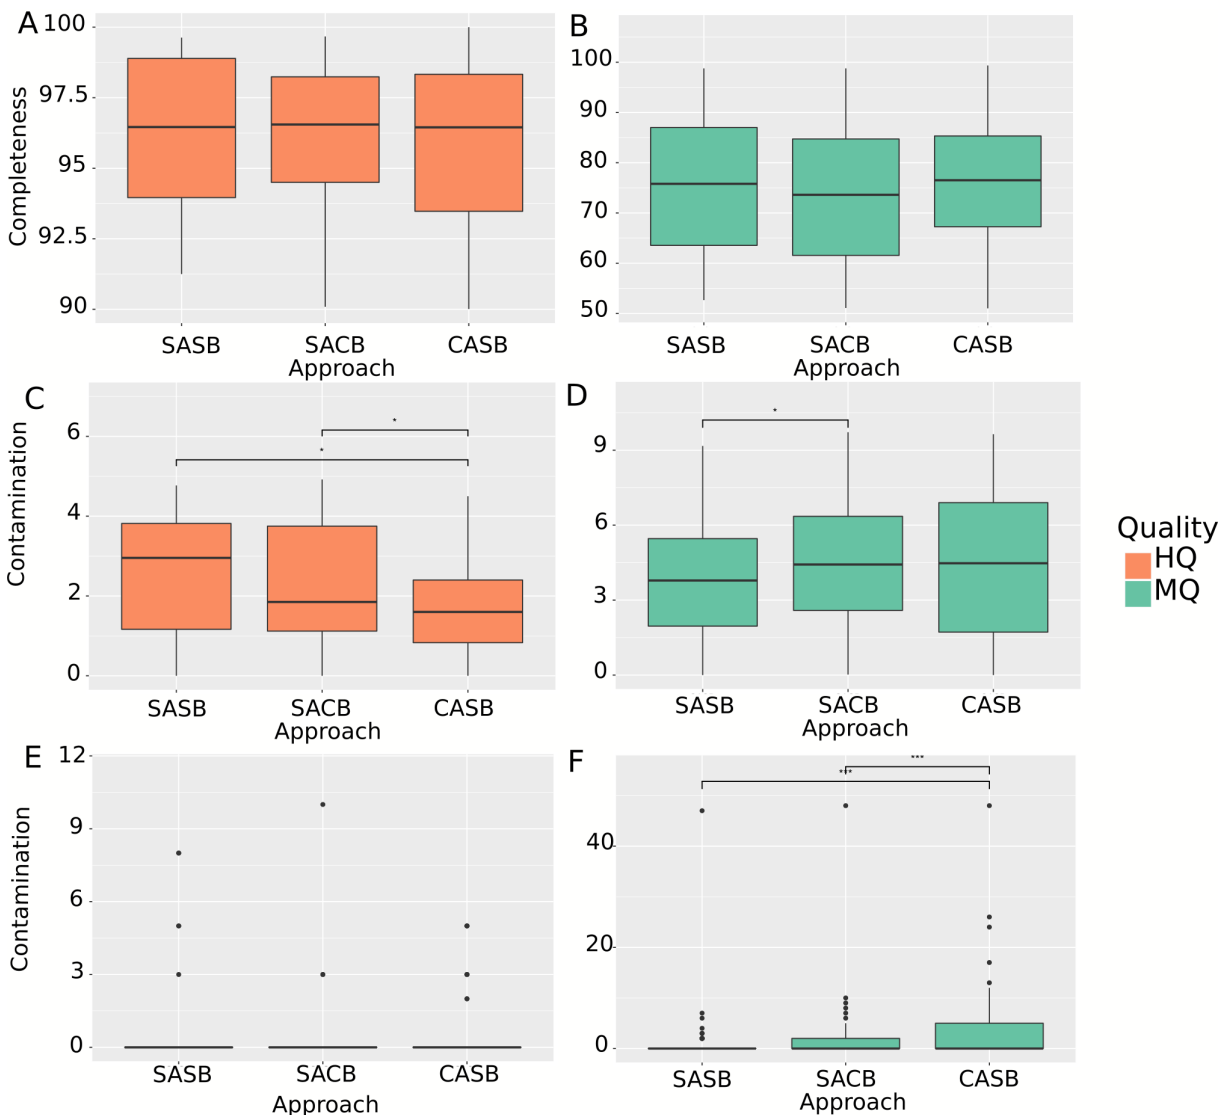 A
Completeness
100
97.5
95
92.5
90
SASB SACB CASB
Approach
B
100
90
80
70
60
50
SASB SACB CASB
Approach
C
Contamination
6
4
2
0
* 
*
SASB SACB CASB
Approach
D
9
6
3
0
*
SASB SACB CASB
Approach
Quality
HQ
MQ
E
Contamination
12
9
6
3
0
SASB SACB CASB
Approach
F
40
20
0
***
***
SASB SACB CASB
Approach